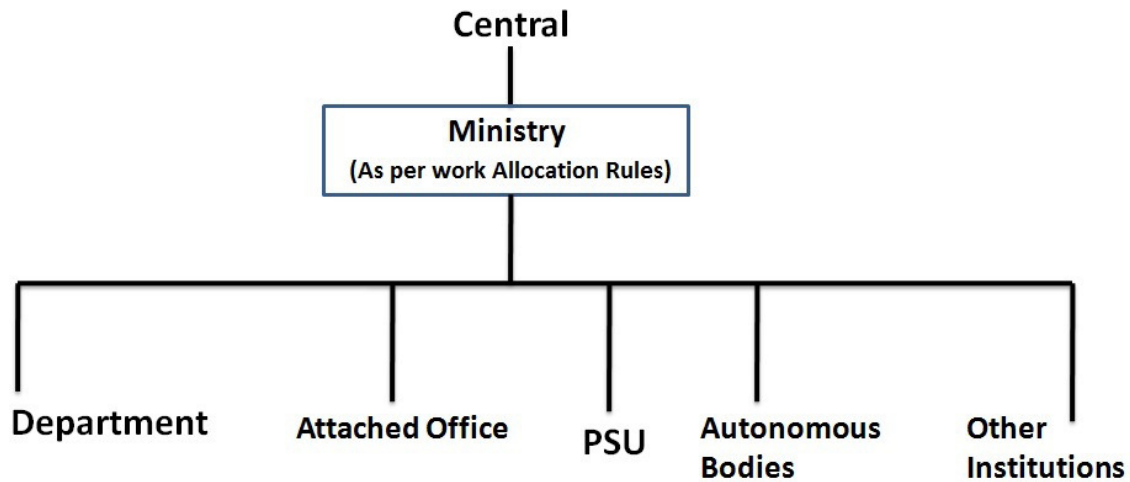 Central
Ministry
(As per work Allocation Rules)
Department
Attached Office
PSU
Autonomous
Bodies
Other
Institutions